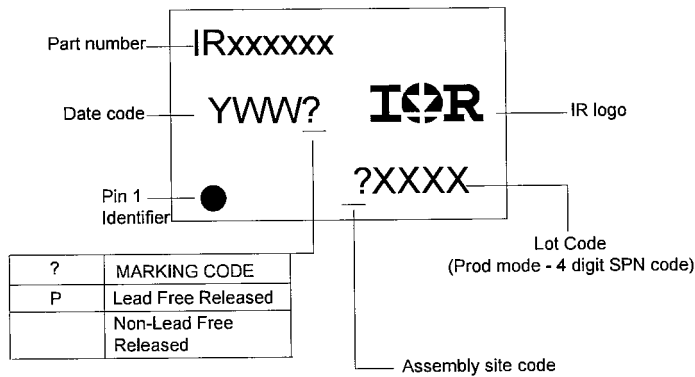 Part number
IRxxxxxx
Date code
YWW?
IOR
IR logo
Pin 1
Identifier
?XXXX
Lot Code
(Prod mode - 4 digit SPN code)
? MARKING CODE
P Lead Free Released
Non-Lead Free
Released
Assembly site code